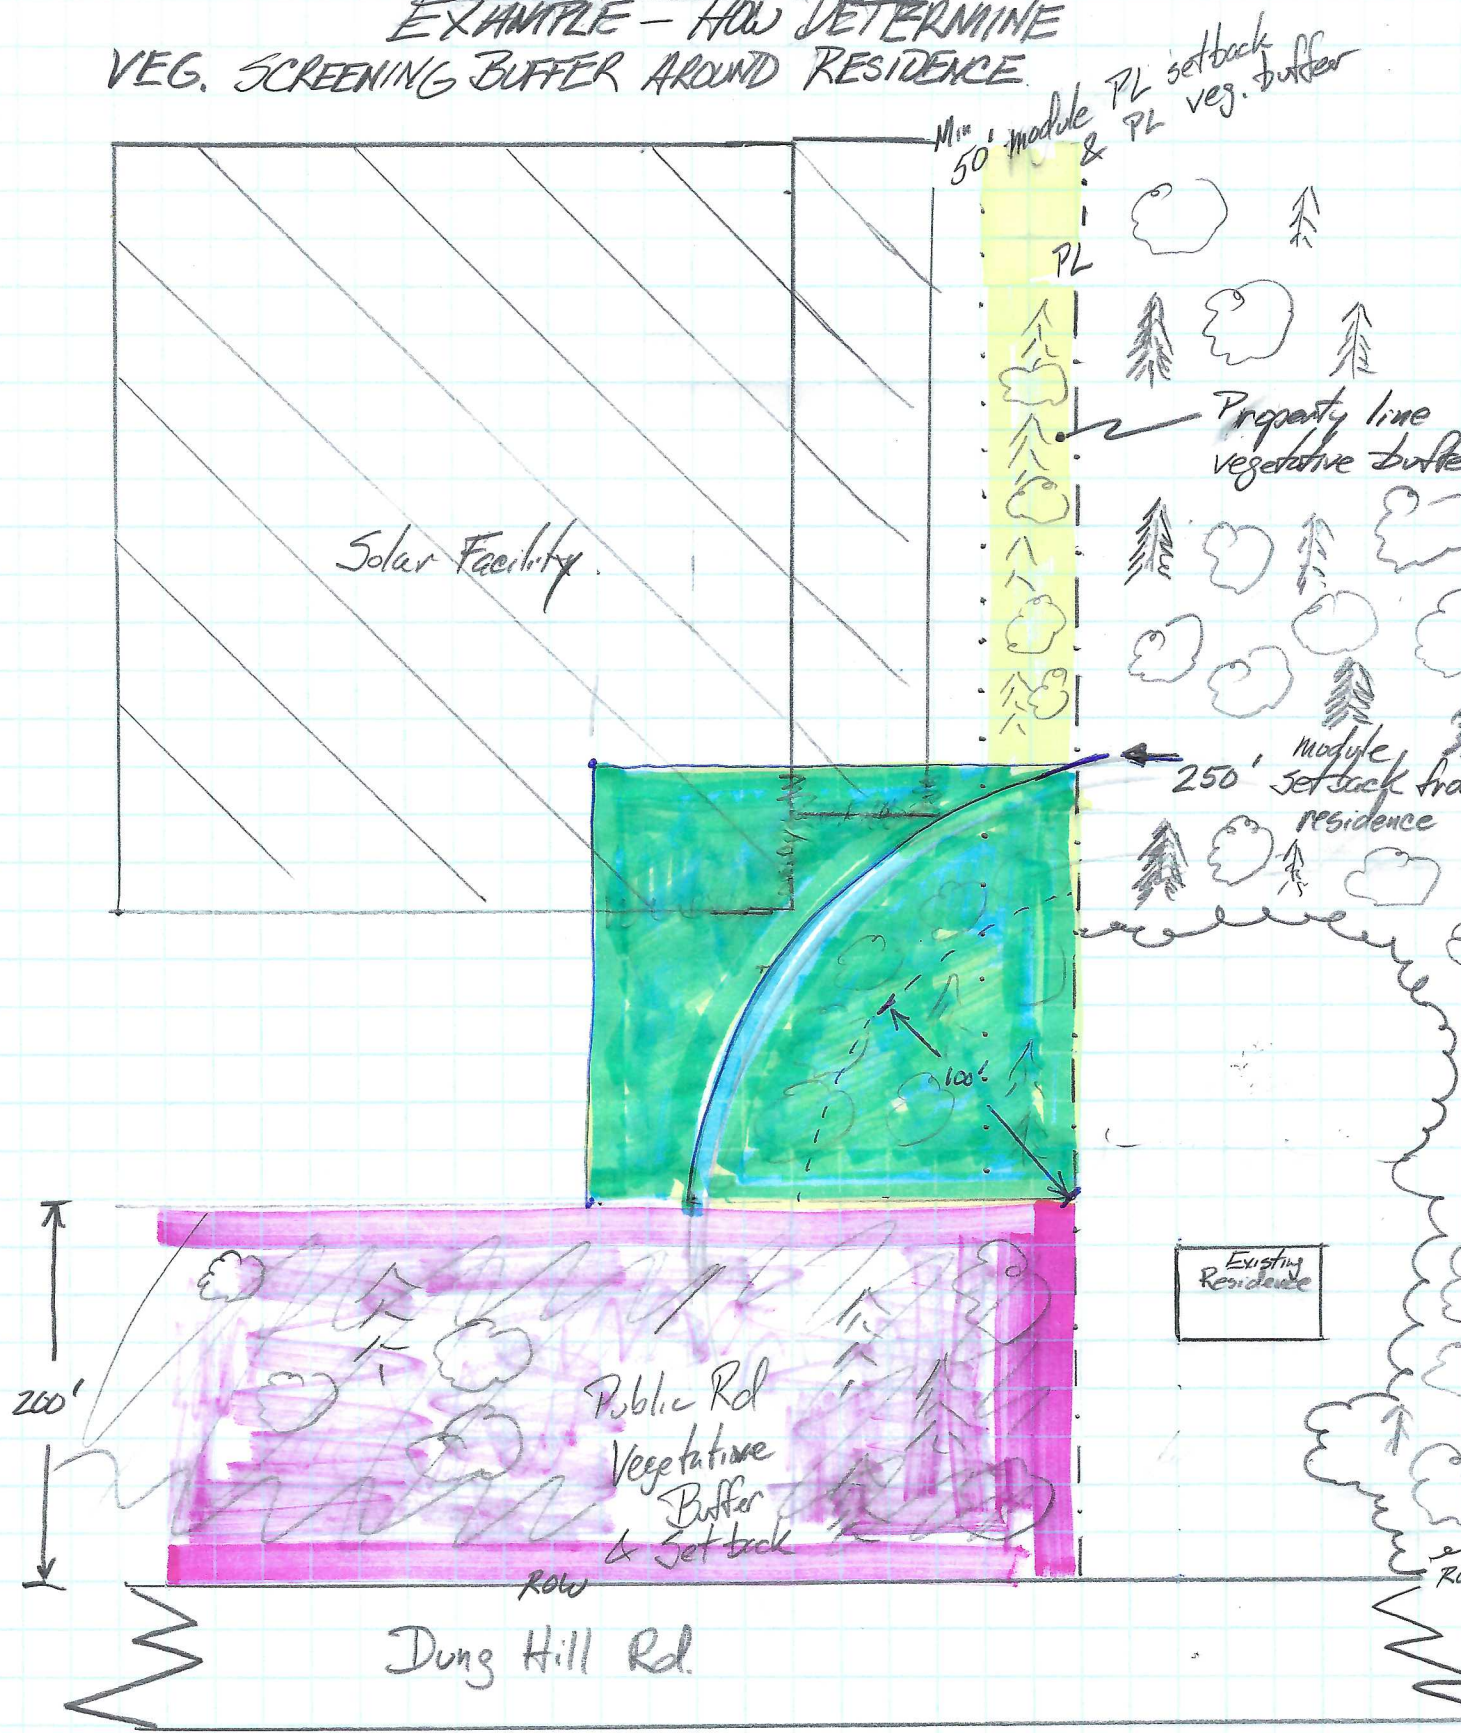 EXAMPLE - HOW DETERMINE
VEG. SCREENING BUFFER AROUND RESIDENCE
Min
50' module PL setback
& PL veg. buffer
PL
Property line
vegetative buffe
Solar Facility
250' module
setback fro
residence
100'
Existing
Residence
200'
Public Rd
Vegetative
Buffer
& Setback
ROW
Dung Hill Rd.